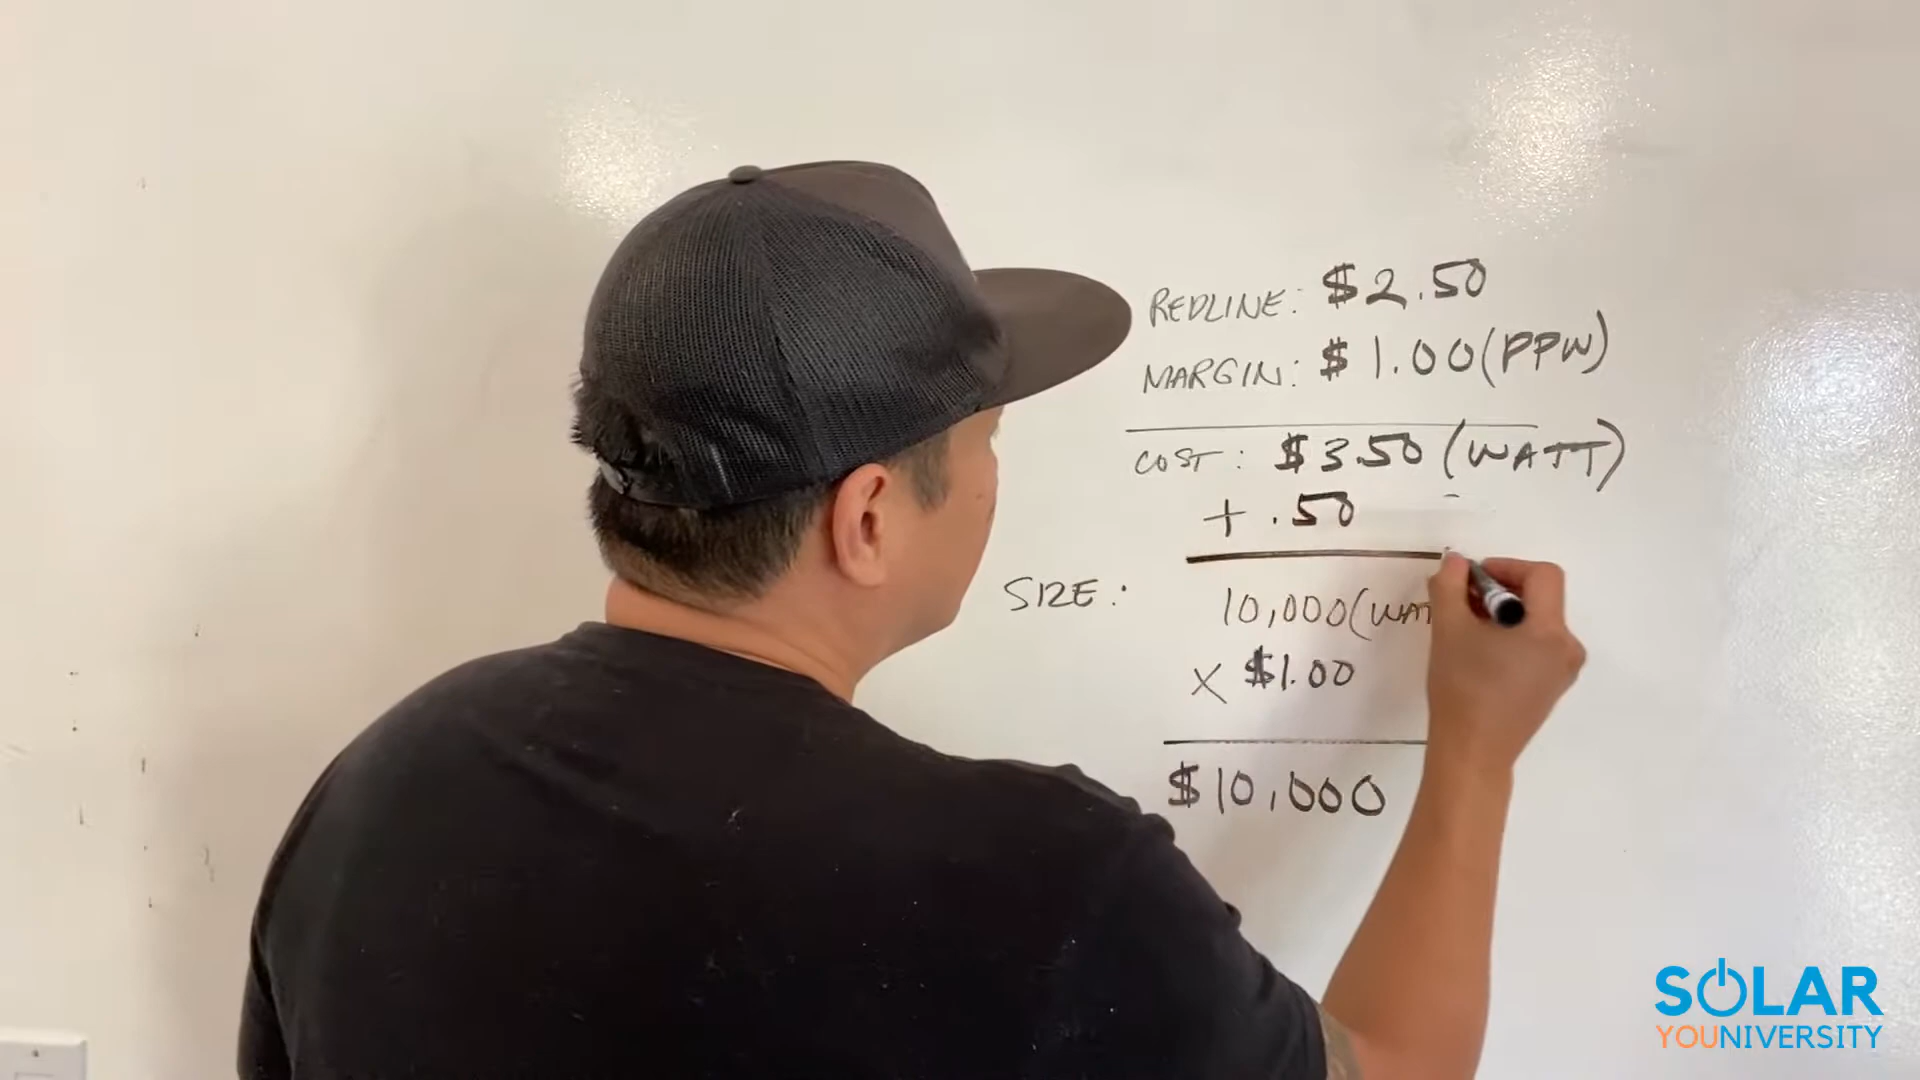 REDLINE: $2.50
MARGIN: $1.00 (PPW)
COST: $3.50 (WATT)
+ .50
SIZE: 10,000 (WAT
X $1.00
$10,000
SOLAR
YOUNIVERSITY